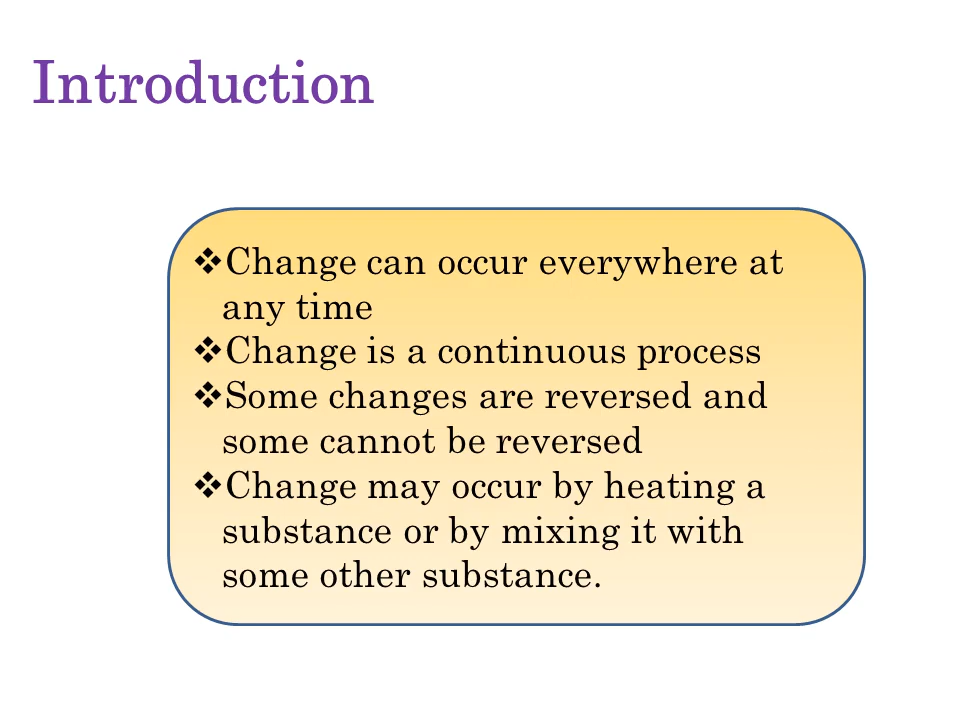 Introduction
❖Change can occur everywhere at
any time
❖Change is a continuous process
❖Some changes are reversed and
some cannot be reversed
❖Change may occur by heating a
substance or by mixing it with
some other substance.